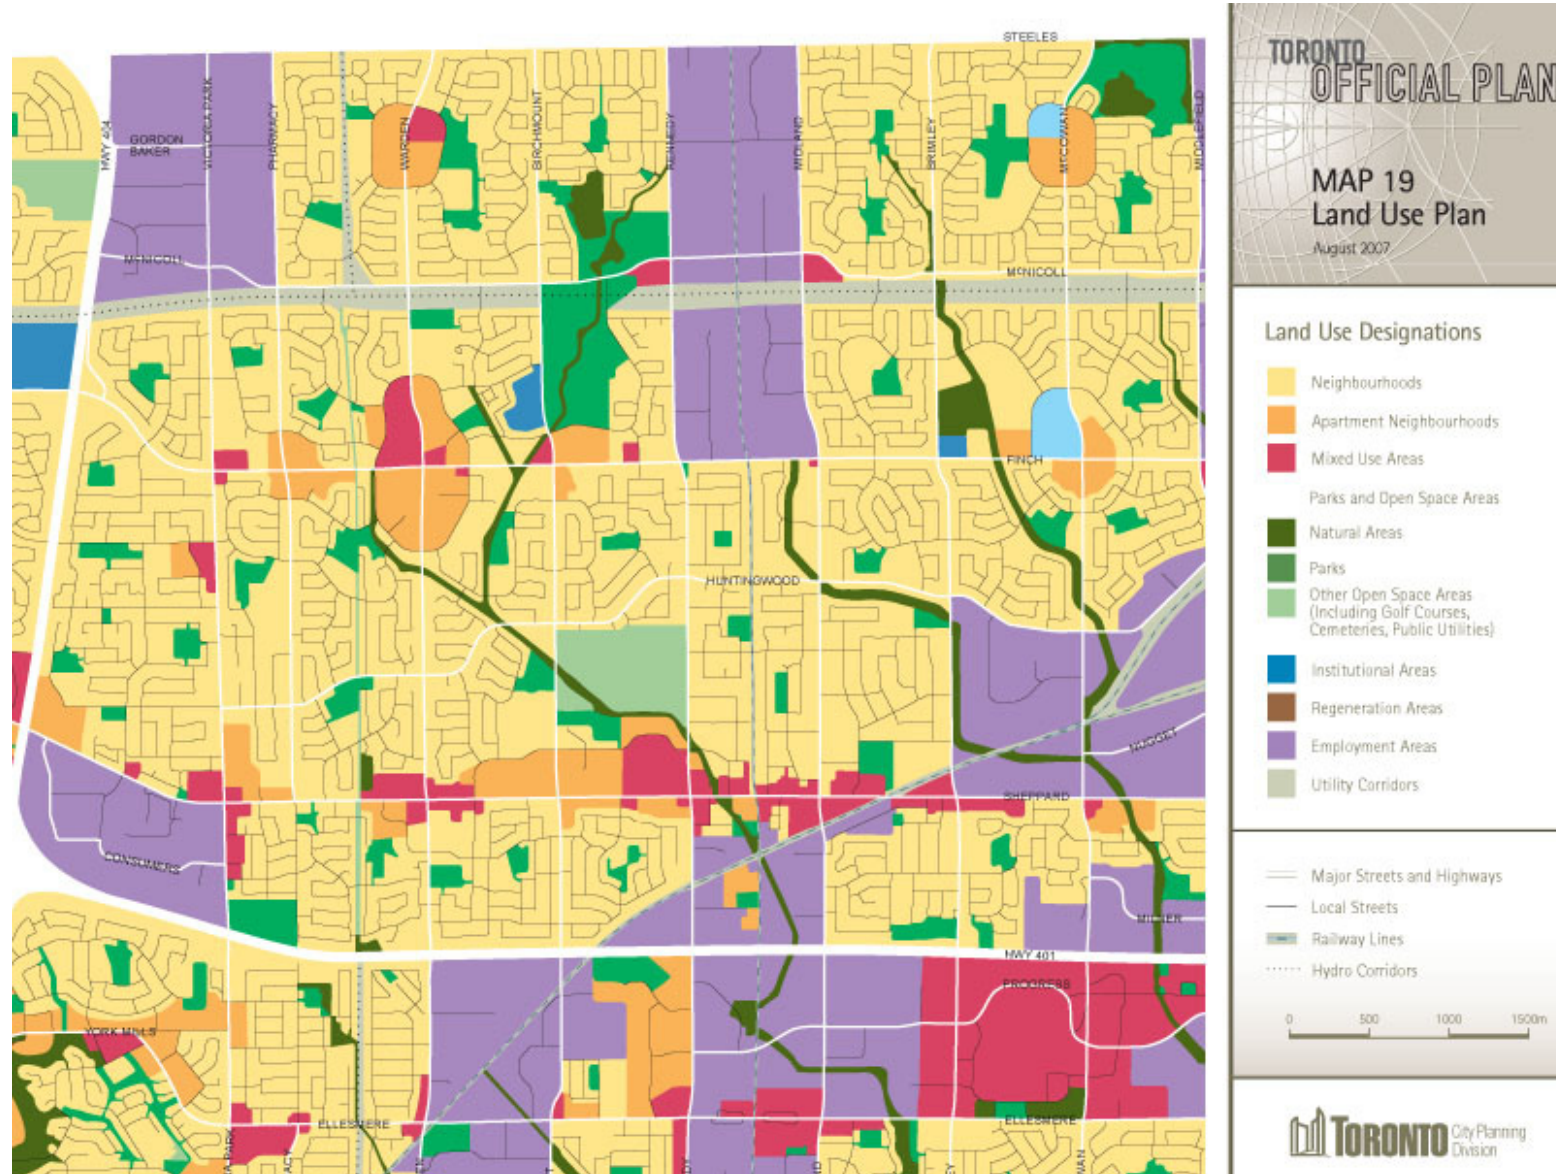 STEELES
TORONTO
OFFICIAL PLAN
MAP 19
Land Use Plan
August 2007
HWY 404
GORDON
BAKER
VICTORIA PARK
PHARMACY
WARDEN
BIRCHMOUNT
KENNEDY
MIDLAND
BRIMLEY
McCOWAN
MIDDLEFIELD
McNICOLL
McNICOLL
FINCH
HUNTINGWOOD
NUGGET
SHEPPARD
CONSUMERS
MILNER
HWY 401
PROGRESS
YORK MILLS
ELLESMERE
ELLESMERE
Land Use Designations
Neighbourhoods
Apartment Neighbourhoods
Mixed Use Areas
Parks and Open Space Areas
Natural Areas
Parks
Other Open Space Areas
(Including Golf Courses,
Cemeteries, Public Utilities)
Institutional Areas
Regeneration Areas
Employment Areas
Utility Corridors
Major Streets and Highways
Local Streets
Railway Lines
Hydro Corridors
0 500 1000 1500m
TORONTO City Planning
Division